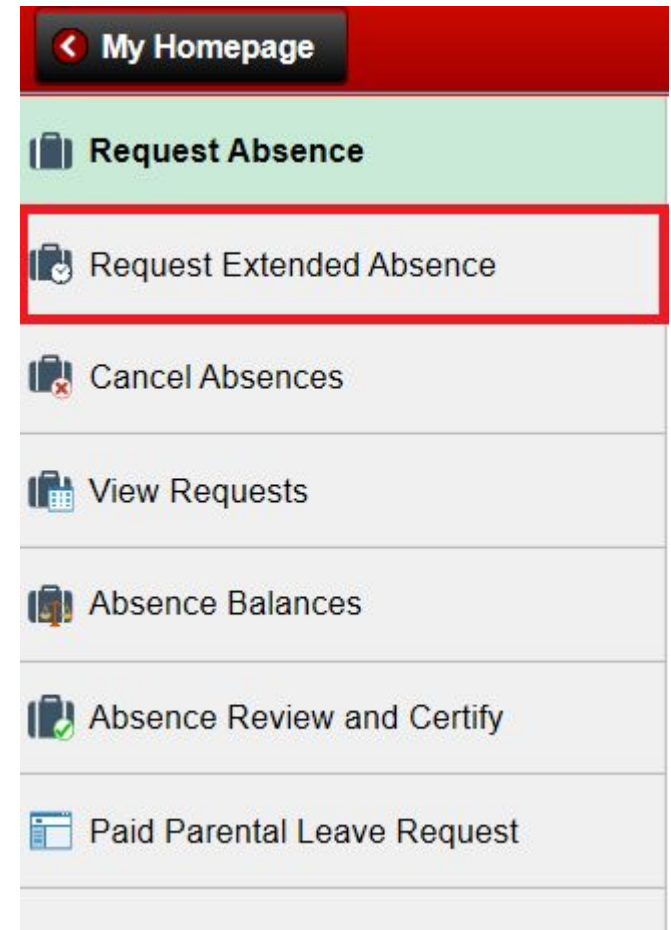 My Homepage
Request Absence
Request Extended Absence
Cancel Absences
View Requests
Absence Balances
Absence Review and Certify
Paid Parental Leave Request